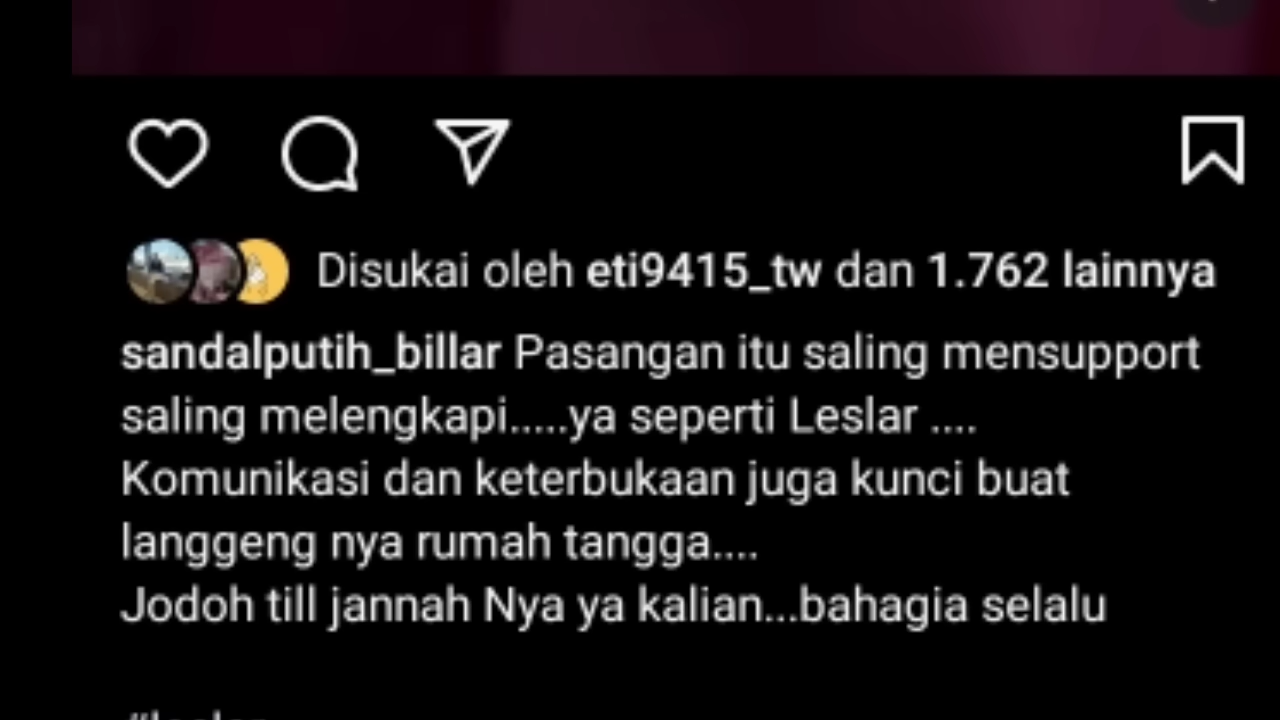 Disukai oleh eti9415_tw dan 1.762 lainnya
sandalputih_billar Pasangan itu saling mensupport
saling melengkapi.....ya seperti Leslar ....
Komunikasi dan keterbukaan juga kunci buat
langgeng nya rumah tangga....
Jodoh till jannah Nya ya kalian...bahagia selalu